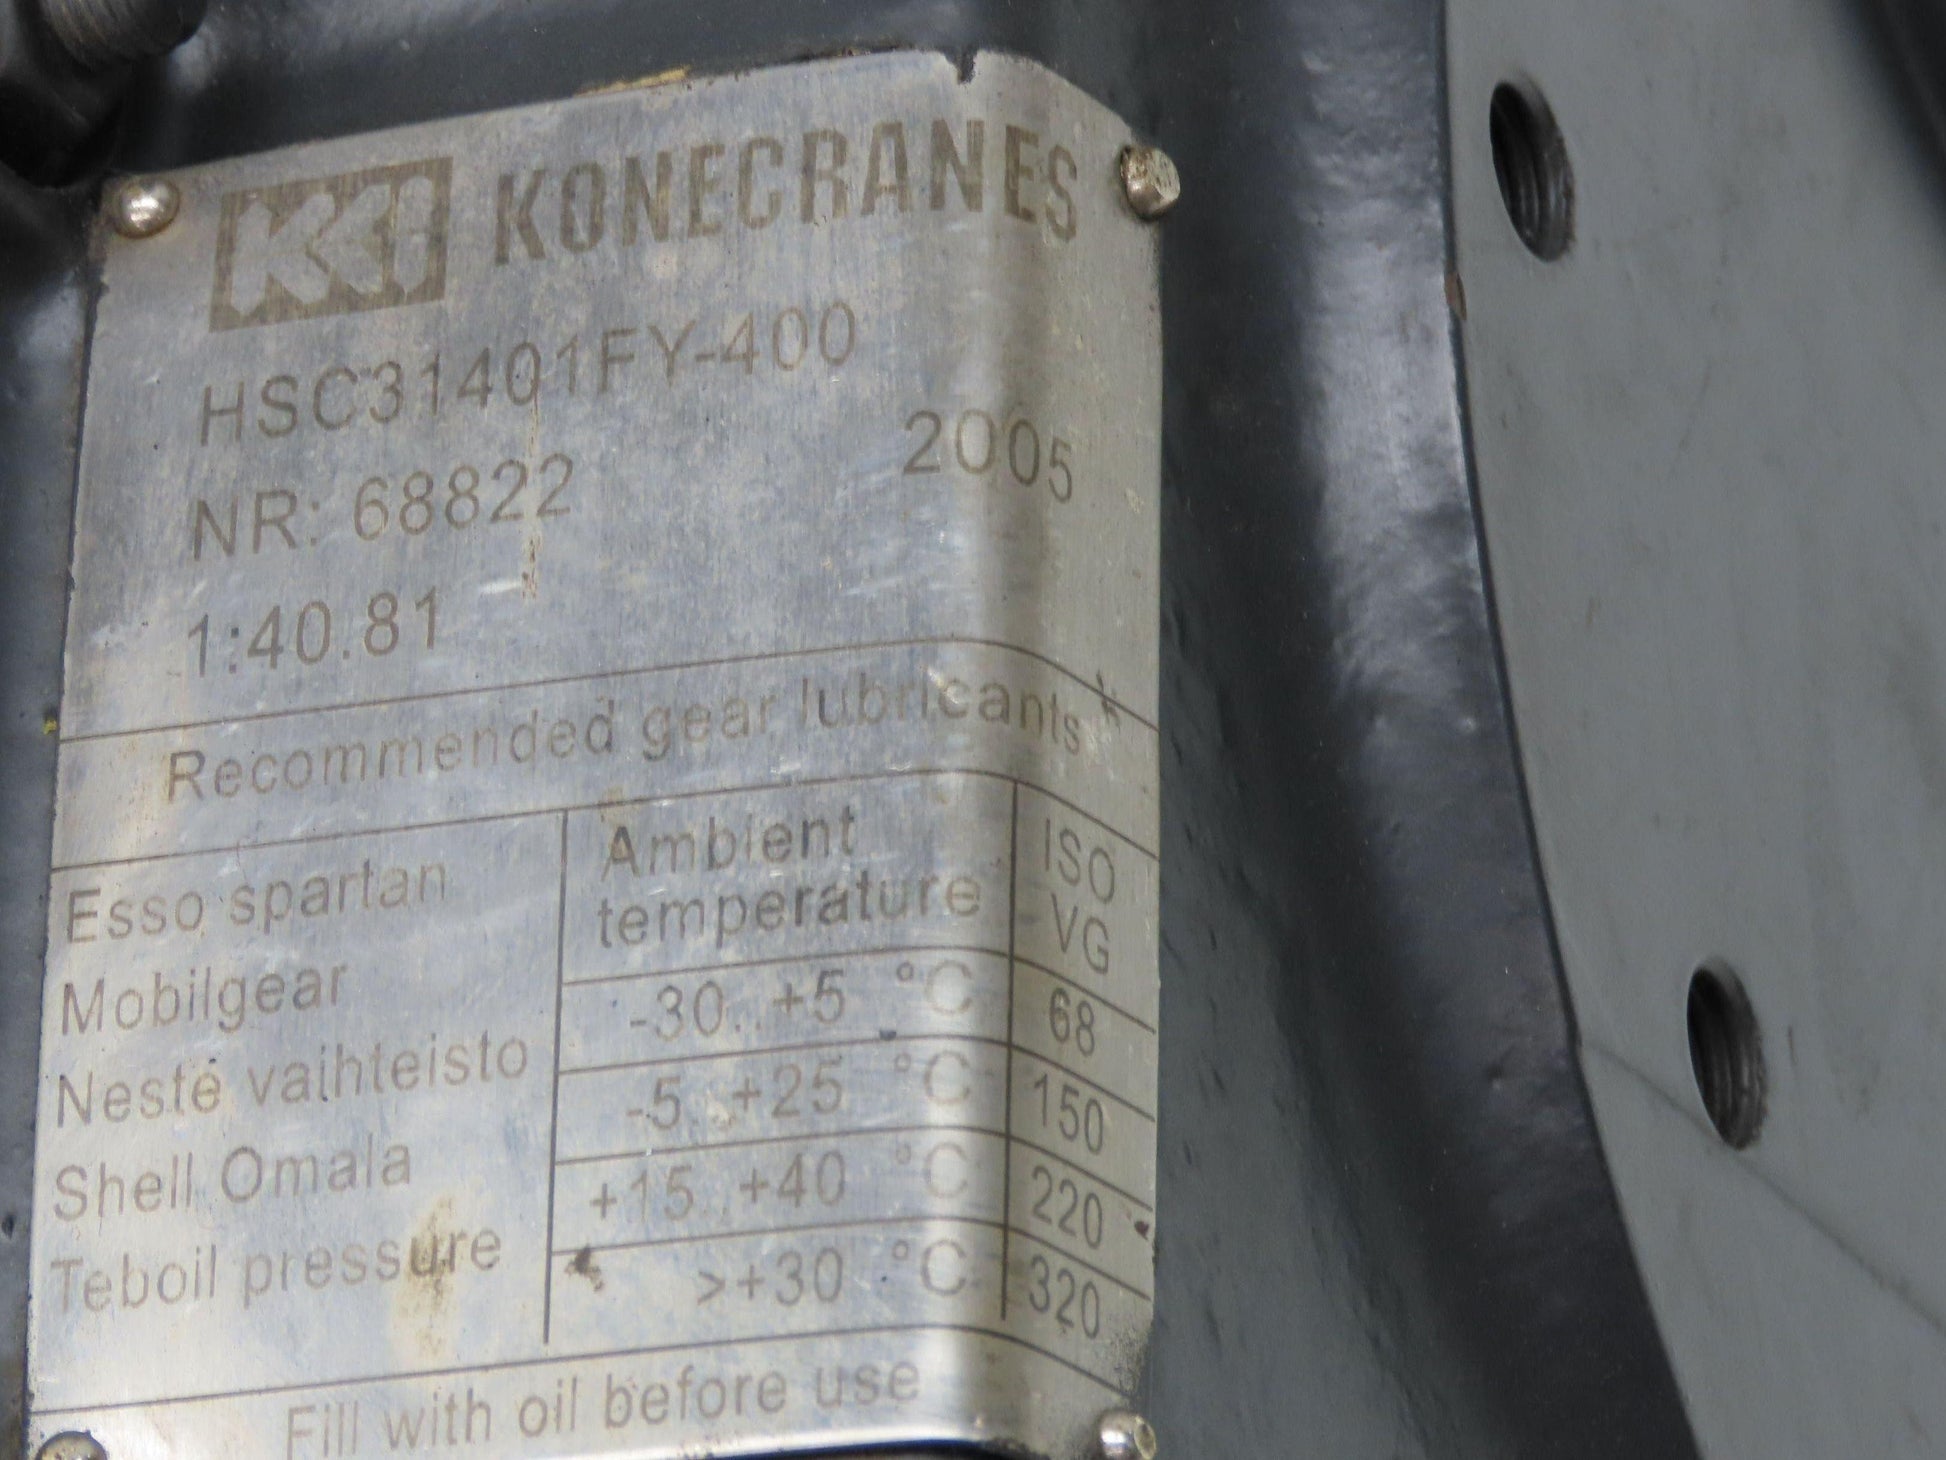 KCI KONECRANES
HSC31401FY-400
NR: 68822 2005
1:40.81
Recommended gear lubricants
Esso spartan
Mobilgear
Neste vaihteisto
Shell Omala
Teboil pressure
Ambient temperature
ISO VG
-30..+5 °C 68
-5..+25 °C 150
+15..+40 °C 220
>+30 °C 320
Fill with oil before use